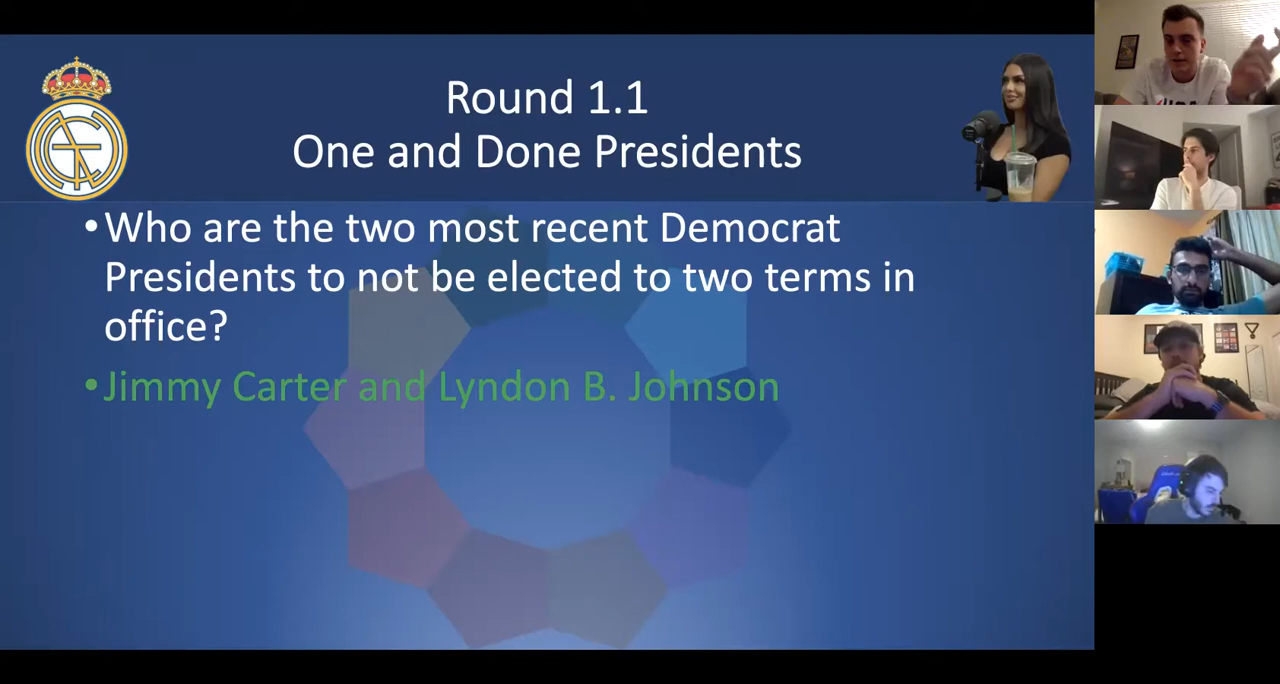 Round 1.1
One and Done Presidents
•Who are the two most recent Democrat
Presidents to not be elected to two terms in
office?
•Jimmy Carter and Lyndon B. Johnson